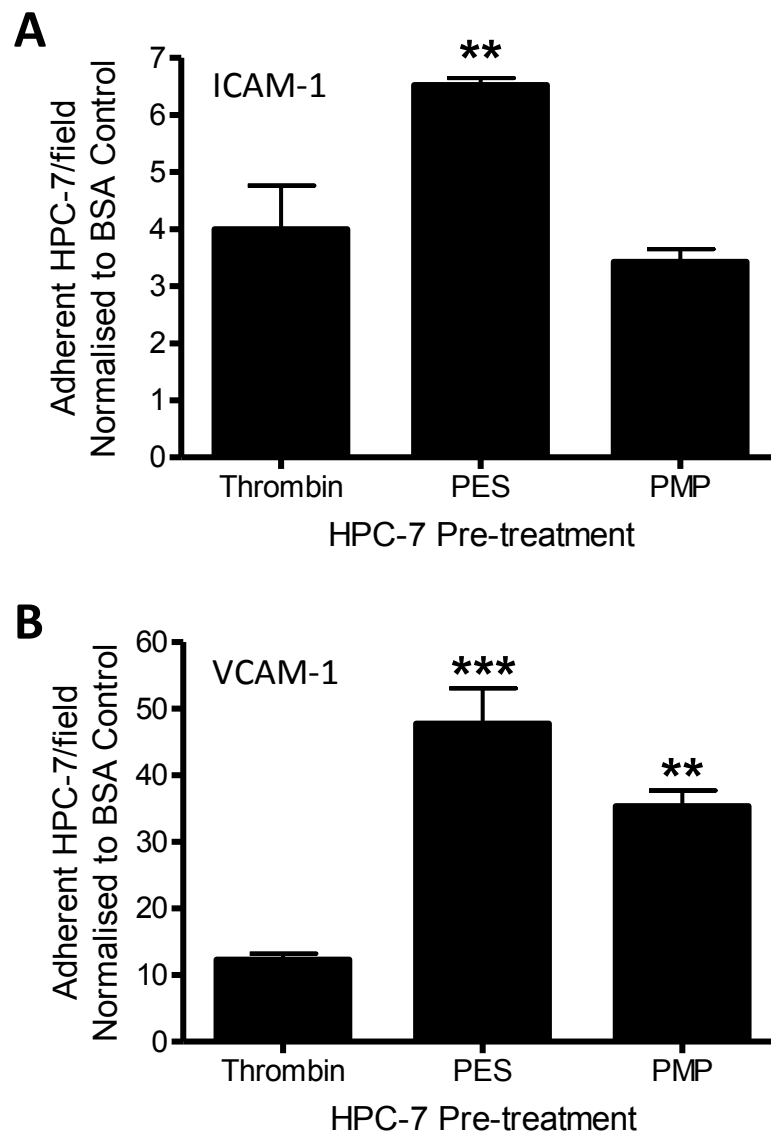 A
ICAM-1
**
Adherent HPC-7/field
Normalised to BSA Control
7
6
5
4
3
2
1
0
Thrombin PES PMP
HPC-7 Pre-treatment
B
VCAM-1
***
**
Adherent HPC-7/field
Normalised to BSA Control
60
50
40
30
20
10
0
Thrombin PES PMP
HPC-7 Pre-treatment